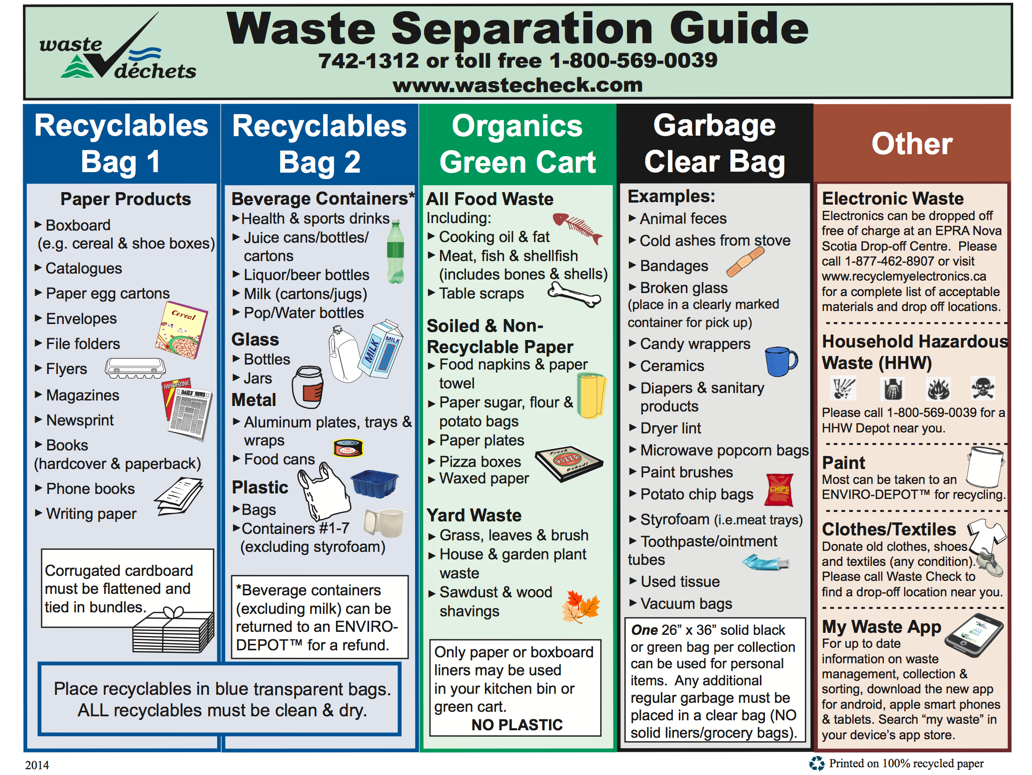 waste
déchets
Waste Separation Guide
742-1312 or toll free 1-800-569-0039
www.wastecheck.com
Recyclables
Bag 1
Paper Products
▸ Boxboard
(e.g. cereal & shoe boxes)
▸ Catalogues
▸ Paper egg cartons
▸ Envelopes
Cereal
▸ File folders
▸ Flyers
▸ Magazines
MAGAZINE
DAILY NEWS
▸ Newsprint
▸ Books
(hardcover & paperback)
▸ Phone books
▸ Writing paper
Corrugated cardboard
must be flattened and
tied in bundles.
Recyclables
Bag 2
Beverage Containers*
▸Health & sports drinks
▸ Juice cans/bottles/
cartons
▸ Liquor/beer bottles
▸ Milk (cartons/jugs)
▸ Pop/Water bottles
Glass
▸ Bottles
▸ Jars
MILK
MILK
Metal
▸ Aluminum plates, trays &
wraps
▸ Food cans
Plastic
▸Bags
▸Containers #1-7
(excluding styrofoam)
*Beverage containers
(excluding milk) can be
returned to an ENVIRO-
DEPOT™ for a refund.
Place recyclables in blue transparent bags.
ALL recyclables must be clean & dry.
Organics
Green Cart
All Food Waste
Including:
▸ Cooking oil & fat
▸ Meat, fish & shellfish
(includes bones & shells)
▸ Table scraps
Soiled & Non-
Recyclable Paper
▸ Food napkins & paper
towel
▸ Paper sugar, flour &
potato bags
▸ Paper plates
▸ Pizza boxes
▸ Waxed paper
Fresh
PIZZA
Yard Waste
▸ Grass, leaves & brush
▸ House & garden plant
waste
▸ Sawdust & wood
shavings
Only paper or boxboard
liners may be used
in your kitchen bin or
green cart.
NO PLASTIC
Garbage
Clear Bag
Examples:
▸ Animal feces
▸ Cold ashes from stove
▸ Bandages
▸ Broken glass
(place in a clearly marked
container for pick up)
▸ Candy wrappers
▸ Ceramics
▸ Diapers & sanitary
products
▸ Dryer lint
▸ Microwave popcorn bags
▸ Paint brushes
▸ Potato chip bags
CHIPS
▸ Styrofoam (i.e.meat trays)
▸ Toothpaste/ointment
tubes
▸ Used tissue
▸ Vacuum bags
One 26” x 36” solid black
or green bag per collection
can be used for personal
items.  Any additional
regular garbage must be
placed in a clear bag (NO
solid liners/grocery bags).
Other
Electronic Waste
Electronics can be dropped off
free of charge at an EPRA Nova
Scotia Drop-off Centre.  Please
call 1-877-462-8907 or visit
www.recyclemyelectronics.ca
for a complete list of acceptable
materials and drop off locations.
Household Hazardous
Waste (HHW)
Please call 1-800-569-0039 for a
HHW Depot near you.
Paint
Most can be taken to an
ENVIRO-DEPOT™ for recycling.
Clothes/Textiles
Donate old clothes, shoes
and textiles (any condition).
Please call Waste Check to
find a drop-off location near you.
My Waste App
For up to date
information on waste
management, collection &
sorting, download the new app
for android, apple smart phones
& tablets. Search “my waste” in
your device’s app store.
2014
Printed on 100% recycled paper